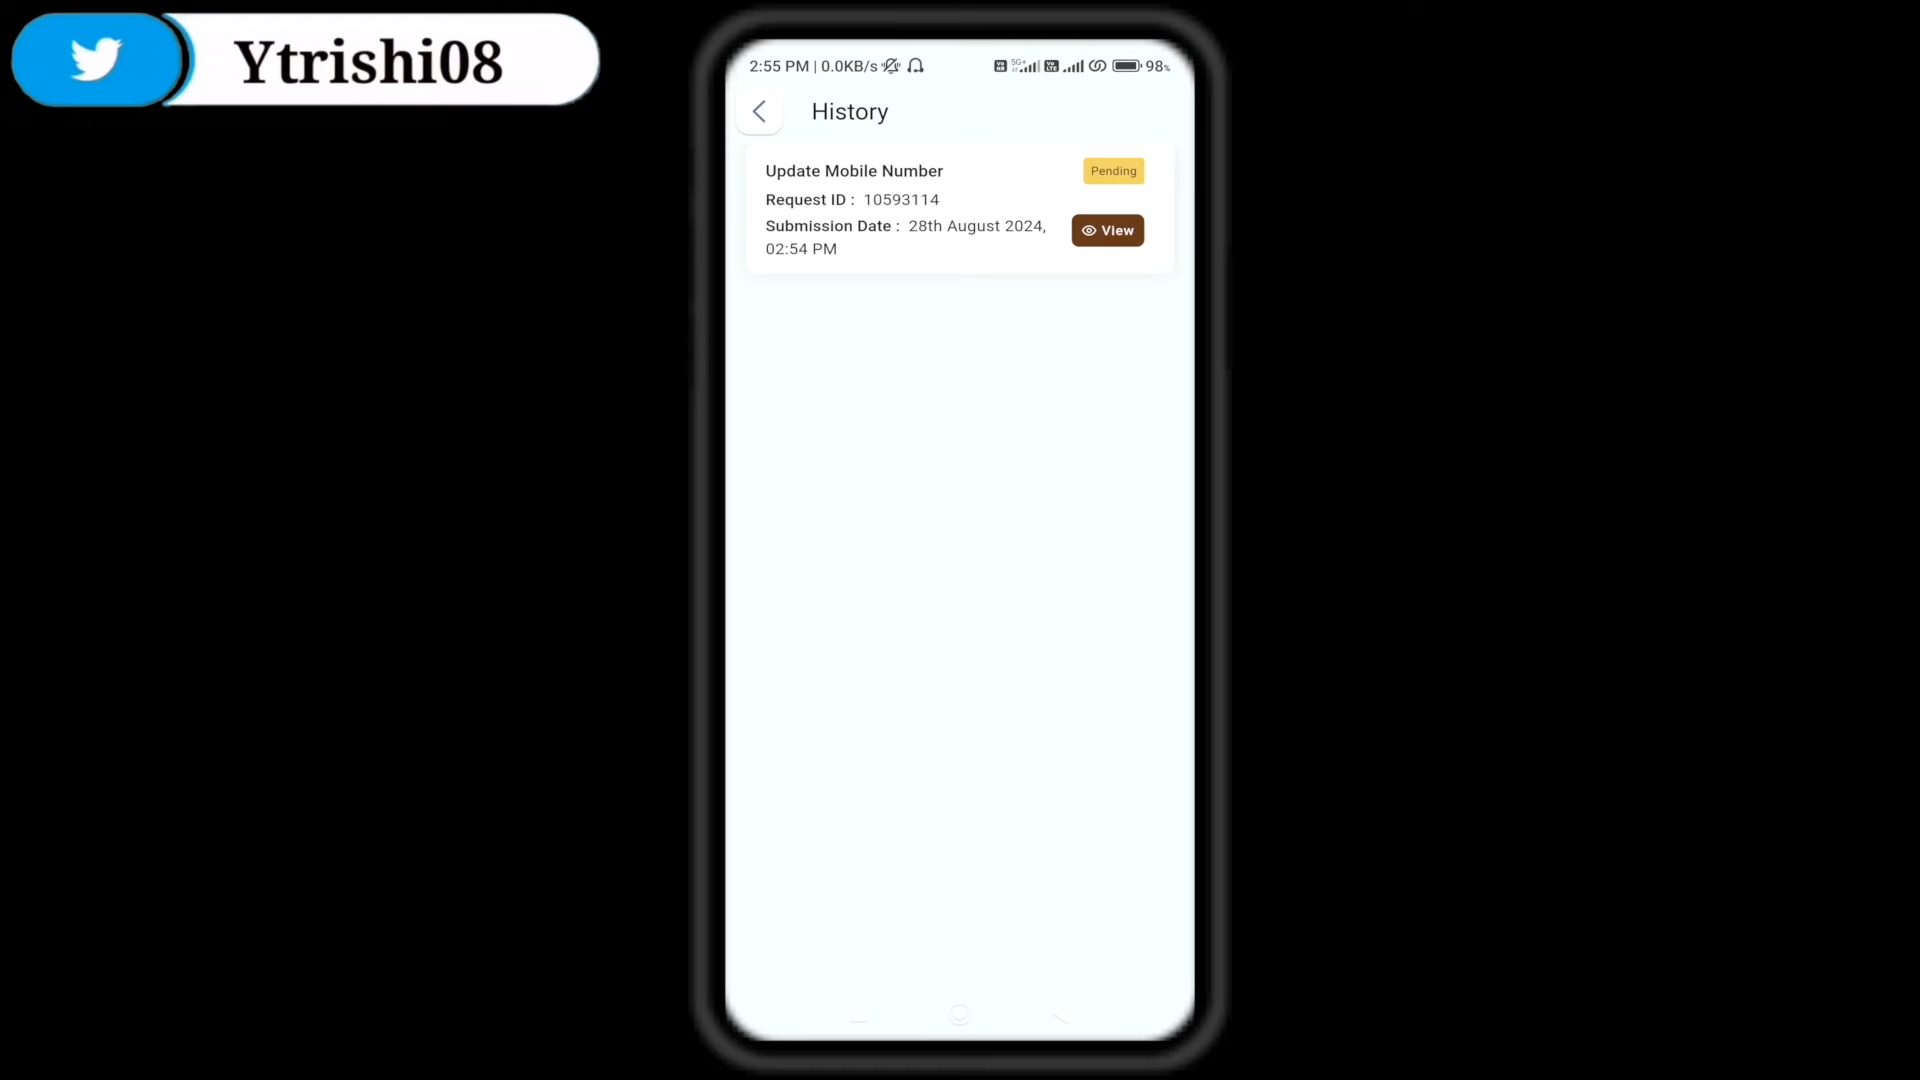 Ytrishi08
2:55 PM | 0.0KB/s 98%
History
Update Mobile Number Pending
Request ID : 10593114
Submission Date : 28th August 2024,
02:54 PM
View